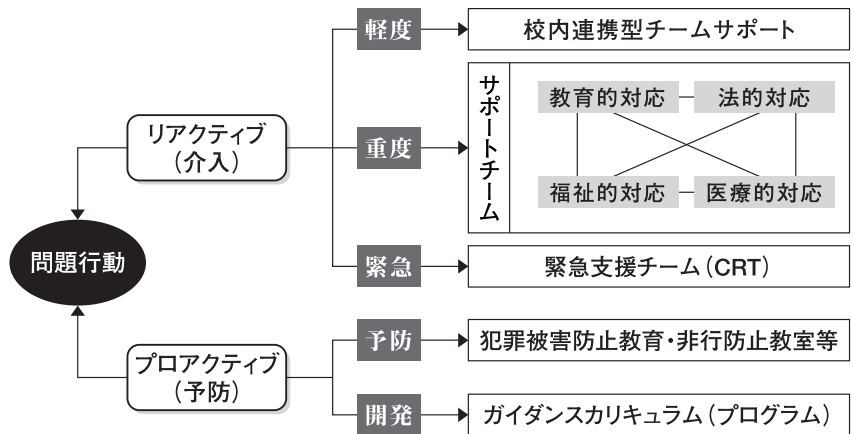 軽度
校内連携型チームサポート
リアクティブ
(介入)
重度
サポートチーム
教育的対応
法的対応
福祉的対応
医療的対応
問題行動
緊急
緊急支援チーム(CRT)
プロアクティブ
(予防)
予防
犯罪被害防止教育・非行防止教室等
開発
ガイダンスカリキュラム(プログラム)